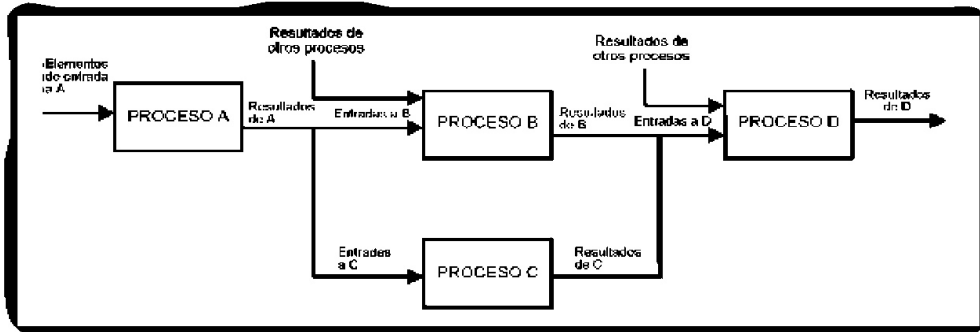 Resultados de
otros procesos
Resultados de
otros procesos
Elementos
de entrada
a A
PROCESO A
Resultados
de A
Entradas a B
PROCESO B
Resultados
de B
Entradas a D
PROCESO D
Resultados
de D
Entradas
a C
PROCESO C
Resultados
de C